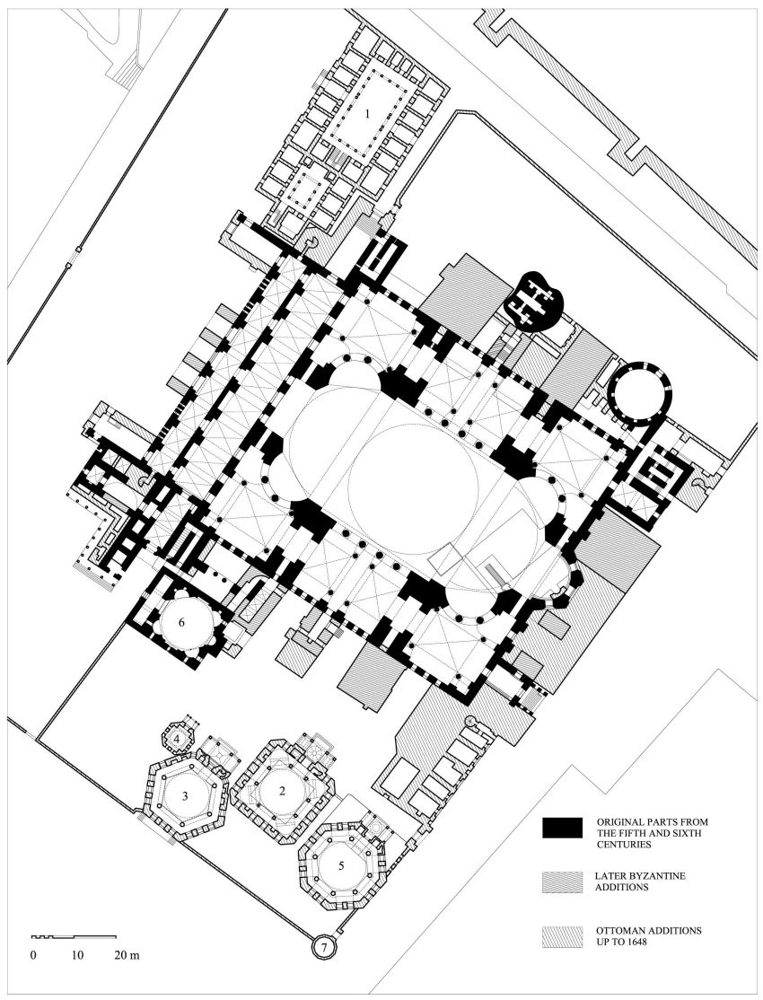 1
6
4
3
2
5
7
ORIGINAL PARTS FROM
THE FIFTH AND SIXTH
CENTURIES
LATER BYZANTINE
ADDITIONS
OTTOMAN ADDITIONS
UP TO 1648
0 10 20 m